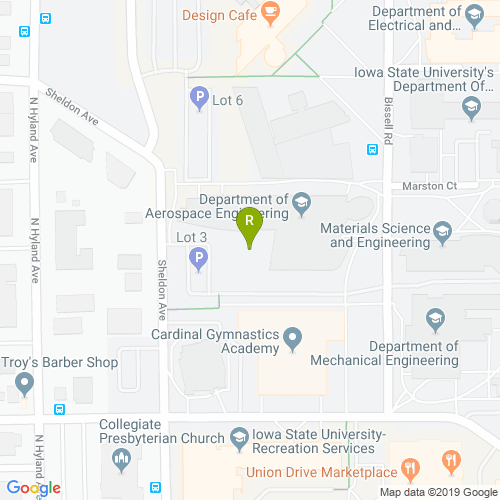 Design Cafe
Department of
Electrical and...
Iowa State University's
Department Of...
Lot 6
P
Sheldon Ave
N Hyland Ave
Bissell Rd
Marston Ct
Department of
Aerospace Engineering
R
Materials Science
and Engineering
Lot 3
P
N Hyland Ave
Sheldon Ave
Cardinal Gymnastics
Academy
Department of
Mechanical Engineering
Troy's Barber Shop
Collegiate
Presbyterian Church
Iowa State University-
Recreation Services
Union Drive Marketplace
Google
Map data ©2019 Google